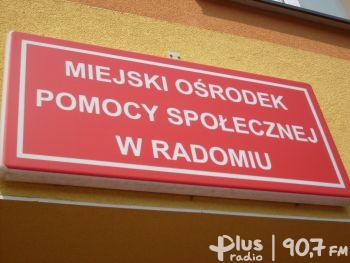 MIEJSKI OŚRODEK
POMOCY SPOŁECZNEJ
W RADOMIU
plus radio 90,7 FM